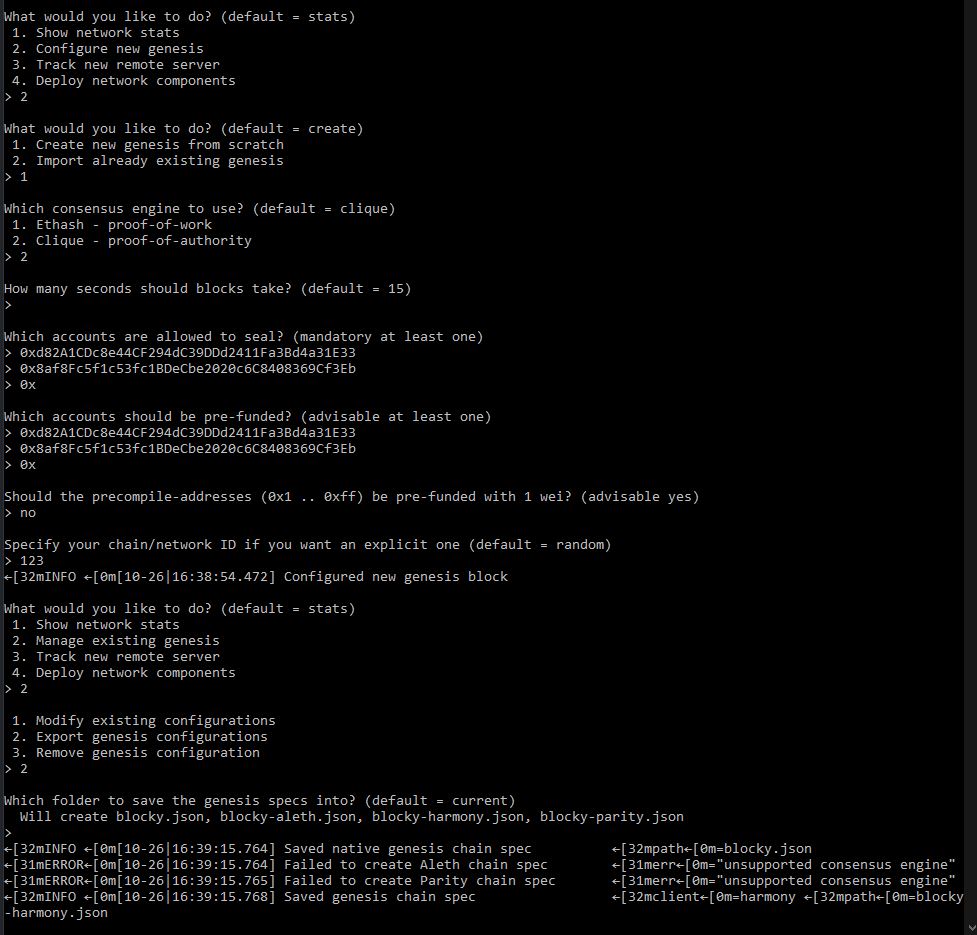 What would you like to do? (default = stats)
 1. Show network stats
 2. Configure new genesis
 3. Track new remote server
 4. Deploy network components
> 2

What would you like to do? (default = create)
 1. Create new genesis from scratch
 2. Import already existing genesis
> 1

Which consensus engine to use? (default = clique)
 1. Ethash - proof-of-work
 2. Clique - proof-of-authority
> 2

How many seconds should blocks take? (default = 15)
>

Which accounts are allowed to seal? (mandatory at least one)
> 0xd82A1CDc8e44CF294dC39DDd2411Fa3Bd4a31E33
> 0x8af8Fc5f1c53fc1BDeCbe2020c6C8408369Cf3Eb
> 0x

Which accounts should be pre-funded? (advisable at least one)
> 0xd82A1CDc8e44CF294dC39DDd2411Fa3Bd4a31E33
> 0x8af8Fc5f1c53fc1BDeCbe2020c6C8408369Cf3Eb
> 0x

Should the precompile-addresses (0x1 .. 0xff) be pre-funded with 1 wei? (advisable yes)
> no

Specify your chain/network ID if you want an explicit one (default = random)
> 123
←[32mINFO ←[0m[10-26|16:38:54.472] Configured new genesis block

What would you like to do? (default = stats)
 1. Show network stats
 2. Manage existing genesis
 3. Track new remote server
 4. Deploy network components
> 2

 1. Modify existing configurations
 2. Export genesis configurations
 3. Remove genesis configuration
> 2

Which folder to save the genesis specs into? (default = current)
  Will create blocky.json, blocky-aleth.json, blocky-harmony.json, blocky-parity.json
>
←[32mINFO ←[0m[10-26|16:39:15.764] Saved native genesis chain spec          ←[32mpath←[0m=blocky.json
←[31mERROR←[0m[10-26|16:39:15.764] Failed to create Aleth chain spec        ←[31merr←[0m="unsupported consensus engine"
←[31mERROR←[0m[10-26|16:39:15.765] Failed to create Parity chain spec       ←[31merr←[0m="unsupported consensus engine"
←[32mINFO ←[0m[10-26|16:39:15.768] Saved genesis chain spec                 ←[32mclient←[0m=harmony ←[32mpath←[0m=blocky
-harmony.json